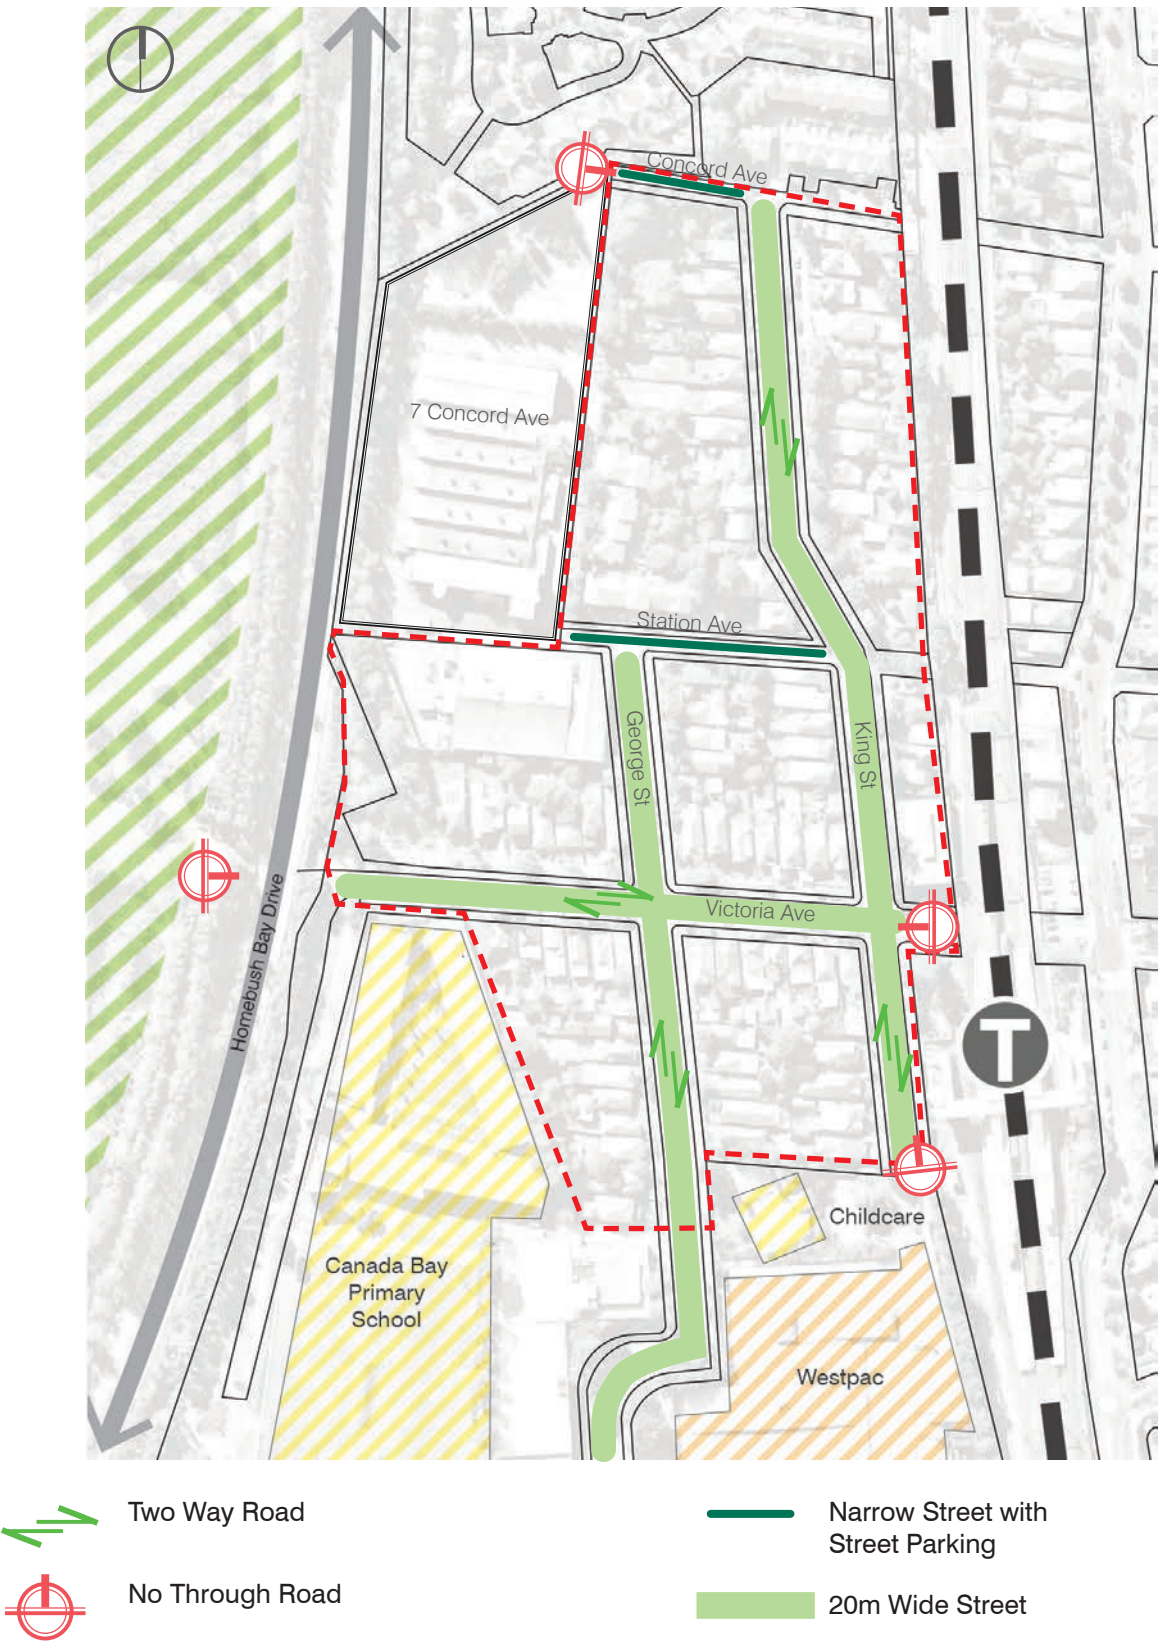 Concord Ave
7 Concord Ave
Station Ave
George St
King St
Victoria Ave
Homebush Bay Drive
T
Childcare
Canada Bay
Primary
School
Westpac
Two Way Road
Narrow Street with
Street Parking
No Through Road
20m Wide Street